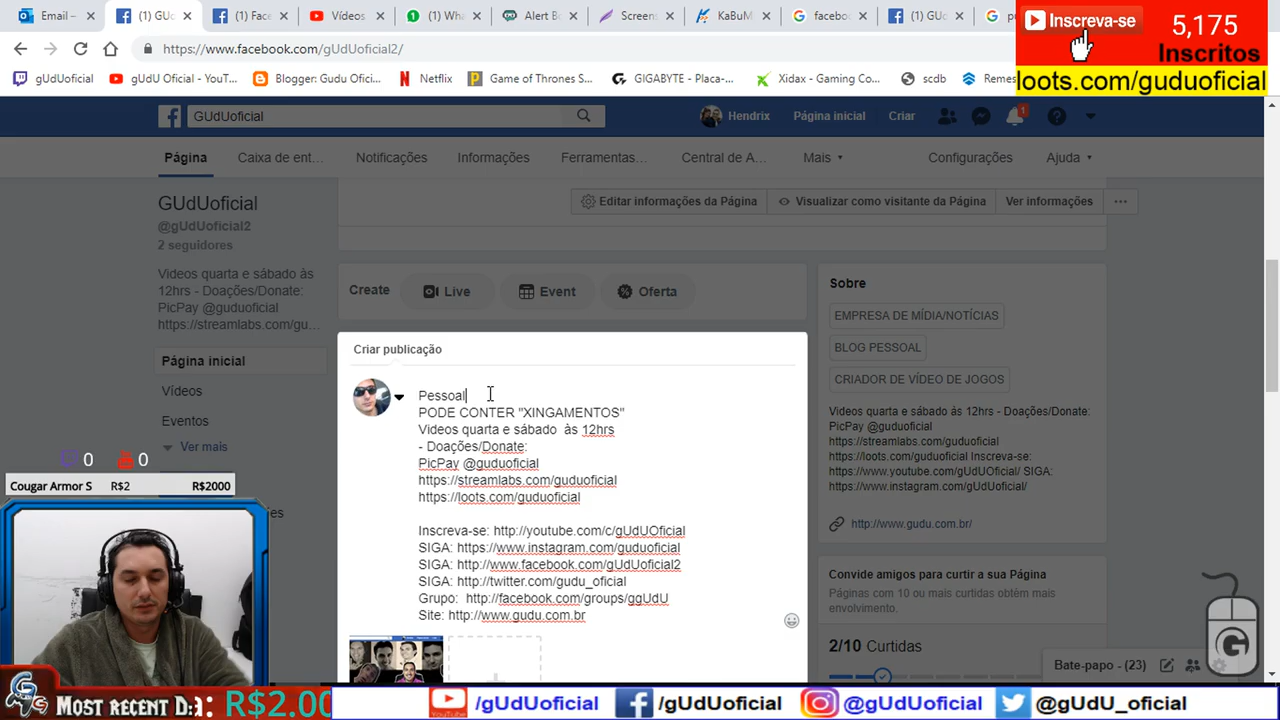 Email —
(1) GUc
(1) Face
Vídeos
(1) Wha
Alert Bo
Screens
KaBuM
facebo
(1) GUc
https://www.facebook.com/gUdUoficial2/
gUdUoficial
gUdU Oficial - YouT...
Blogger: Gudu Ofici...
Netflix
Game of Thrones S...
GIGABYTE - Placa-...
Xidax - Gaming Co...
scdb
Remes
Inscreva-se
5,175
Inscritos
loots.com/guduoficial
GUdUoficial
Hendrix
Página inicial
Criar
1
Página
Caixa de ent...
Notificações
Informações
Ferramentas...
Central de A...
Mais
Configurações
Ajuda
GUdUoficial
@gUdUoficial2
2 seguidores
Videos quarta e sábado às
12hrs - Doações/Donate:
PicPay @guduoficial
https://streamlabs.com/gu...
Página inicial
Vídeos
Eventos
Ver mais
Editar informações da Página
Visualizar como visitante da Página
Ver informações
...
Create
Live
Event
Oferta
Criar publicação
Pessoal
PODE CONTER "XINGAMENTOS"
Videos quarta e sábado  às 12hrs
- Doações/Donate:
PicPay @guduoficial
https://streamlabs.com/guduoficial
https://loots.com/guduoficial
Inscreva-se: http://youtube.com/c/gUdUOficial
SIGA: https://www.instagram.com/guduoficial
SIGA: http://www.facebook.com/gUdUoficial2
SIGA: http://twitter.com/gudu_oficial
Grupo:  http://facebook.com/groups/ggUdU
Site: http://www.gudu.com.br
Sobre
EMPRESA DE MÍDIA/NOTÍCIAS
BLOG PESSOAL
CRIADOR DE VÍDEO DE JOGOS
Videos quarta e sábado às 12hrs - Doações/Donate:
PicPay @guduoficial
https://streamlabs.com/guduoficial
https://loots.com/guduoficial Inscreva-se:
https://www.youtube.com/gUdUOficial/ SIGA:
https://www.instagram.com/guduoficial/
http://www.gudu.com.br/
Convide amigos para curtir a sua Página
Páginas com 10 ou mais curtidas obtém mais
envolvimento.
2/10 Curtidas
Bate-papo - (23)
0
0
Cougar Armor S
R$2
R$2000
G
Most recent D:):
R$2.00
/gUdUoficial
/gUdUoficial
@gUdUoficial
@gUdU_oficial